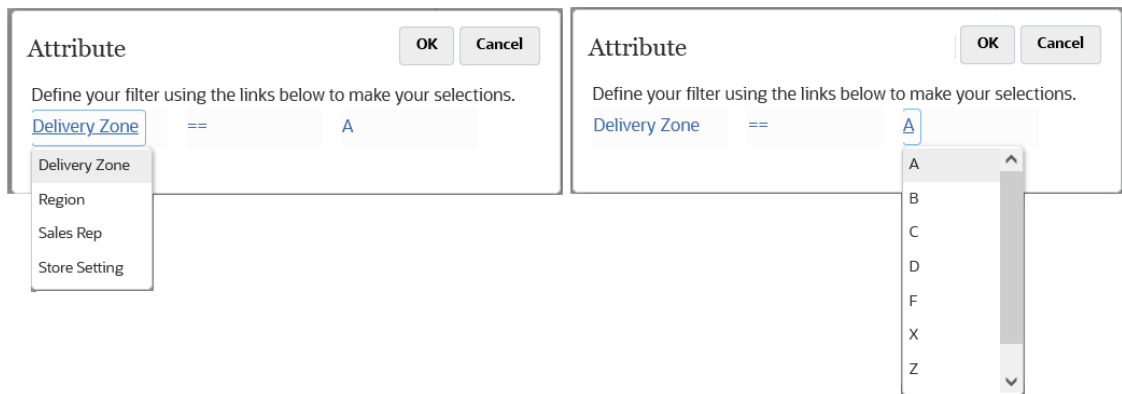 Attribute
OK
Cancel
Define your filter using the links below to make your selections.
Delivery Zone == A
Delivery Zone
Region
Sales Rep
Store Setting
Attribute
OK
Cancel
Define your filter using the links below to make your selections.
Delivery Zone == A
A
B
C
D
F
X
Z